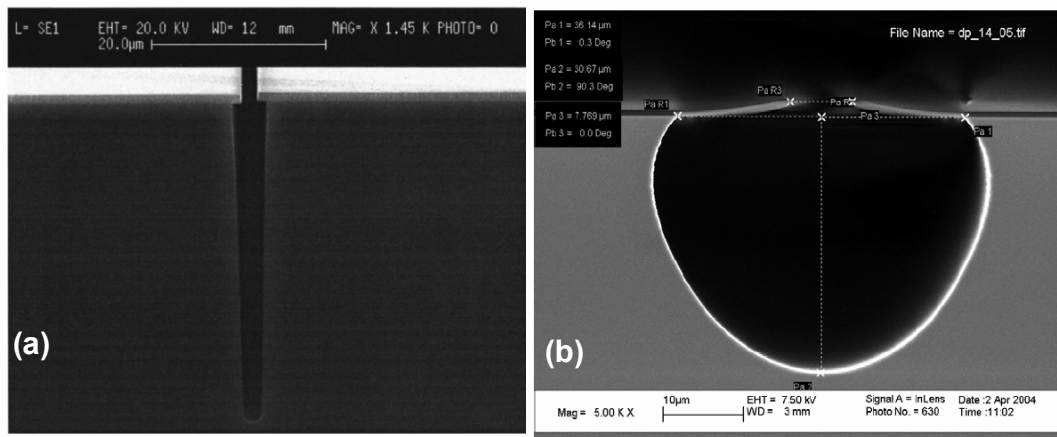 L= SE1 EHT= 20.0 KV WD= 12 mm MAG= X 1.45 K PHOTO= 0
20.0µm
(a)
Pa 1 = 36.14 µm
Pb 1 = 0.3 Deg
Pa 2 = 30.67 µm
Pb 2 = 90.3 Deg
Pa 3 = 7.769 µm
Pb 3 = 0.0 Deg
File Name = dp_14_05.tif
Pa R3
Pa R1
Pa 3
Pa 1
Pa 2
(b)
10µm
Mag = 5.00 K X
EHT = 7.50 kV
WD = 3 mm
Signal A = InLens
Photo No. = 630
Date :2 Apr 2004
Time :11:02